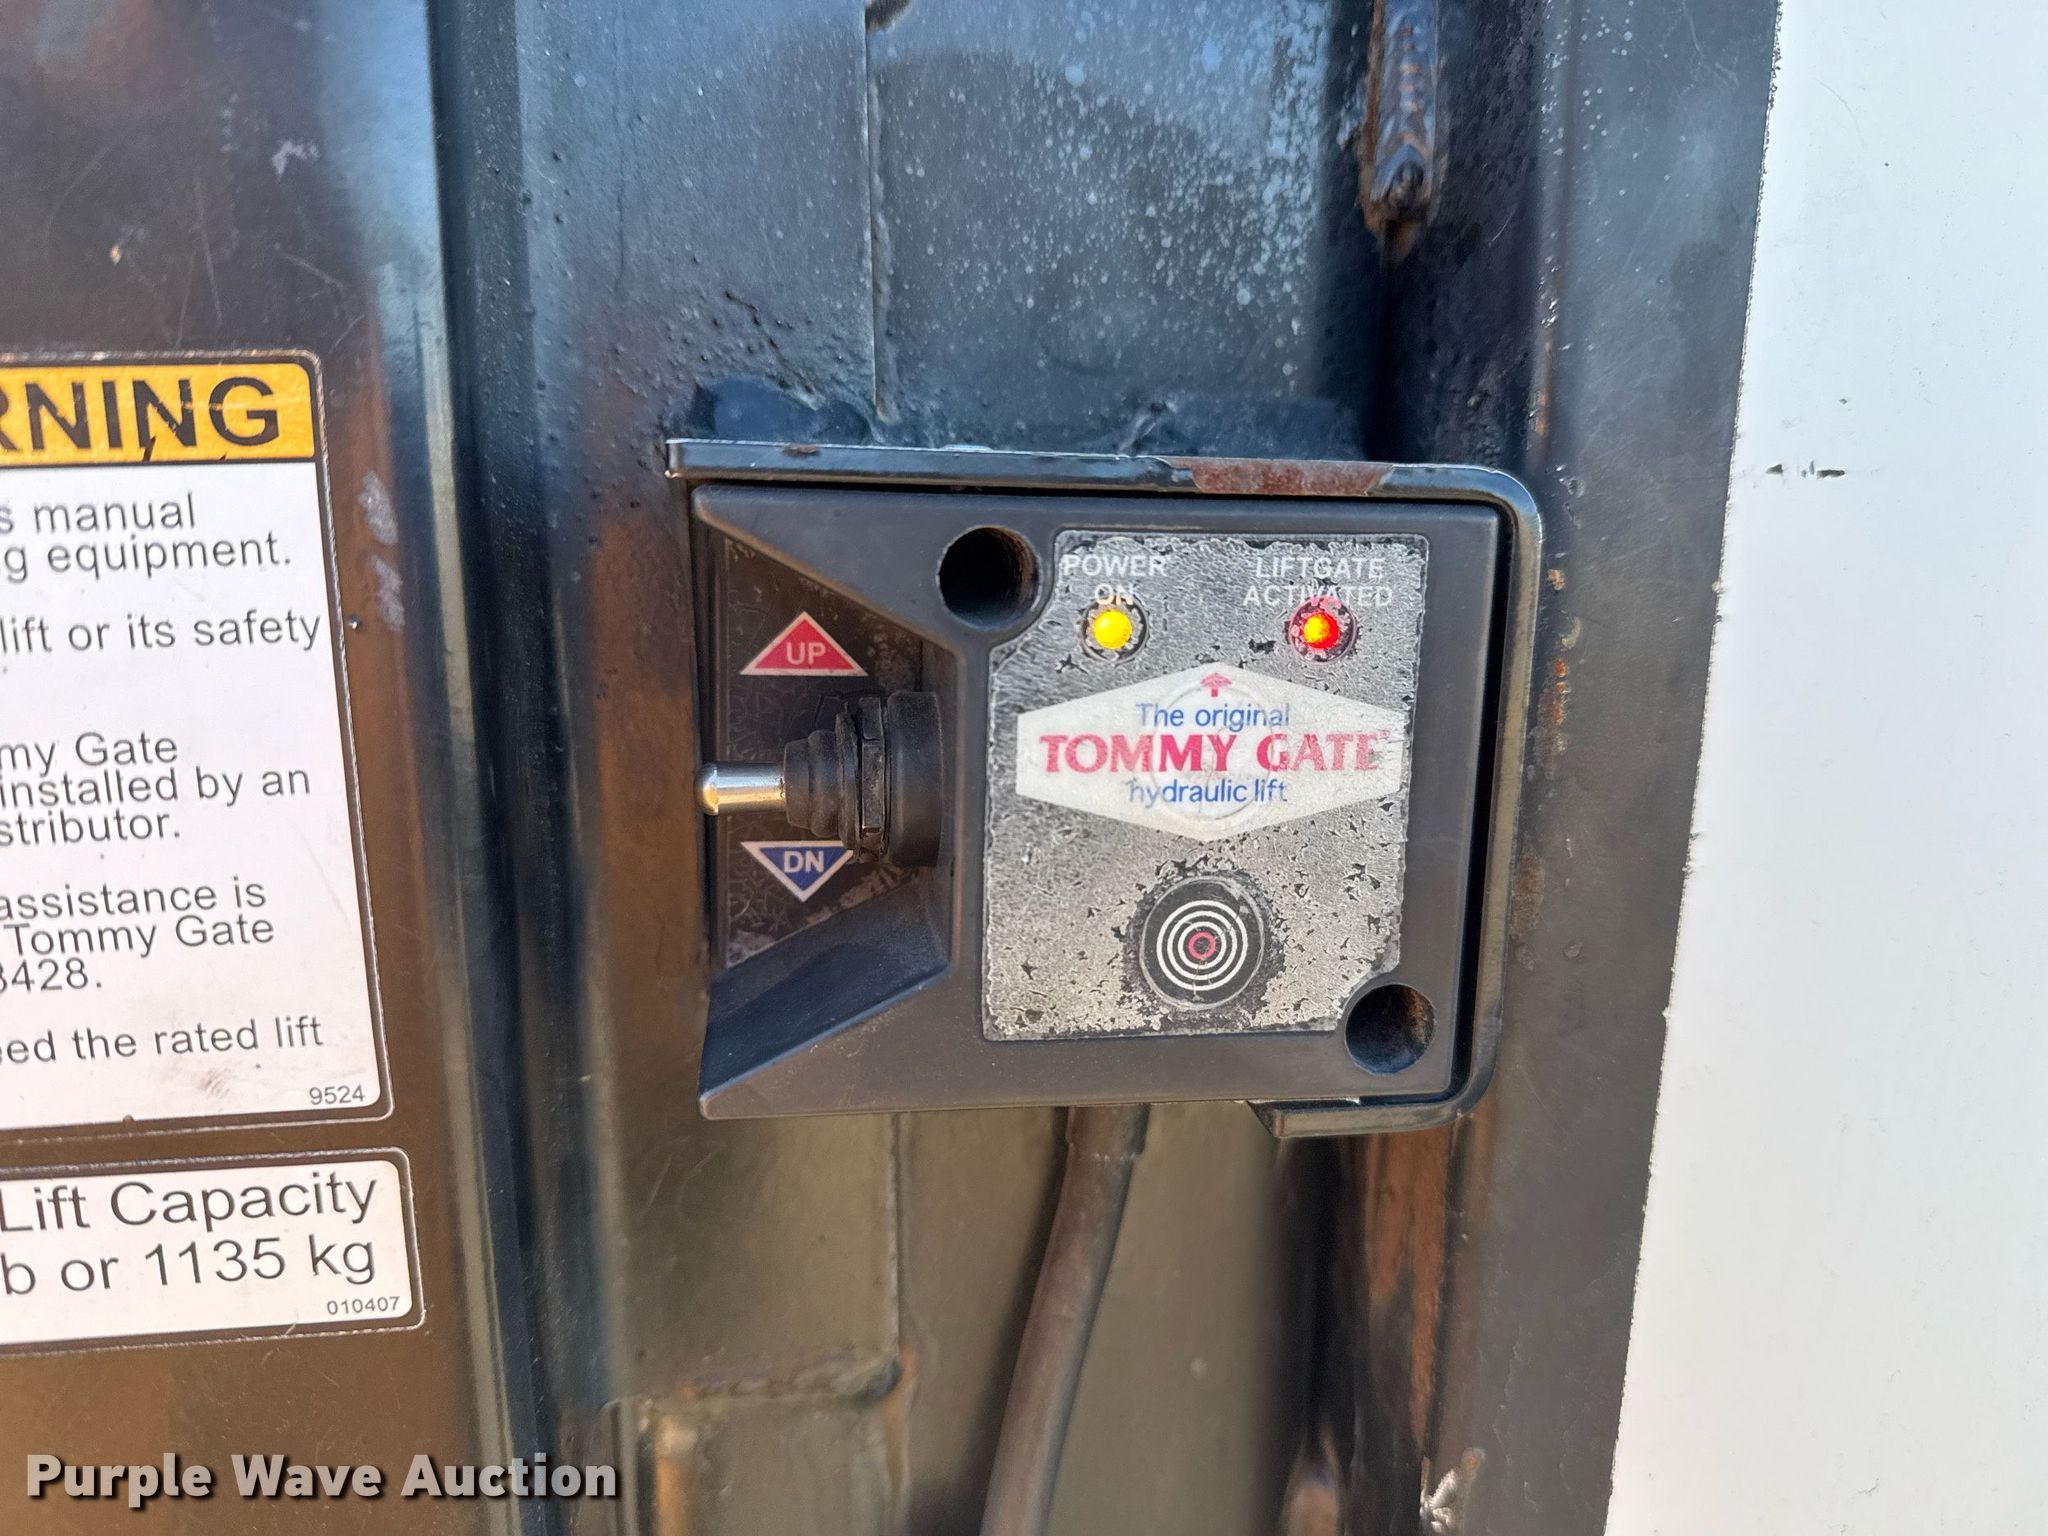 RNING
s manual
g equipment.
lift or its safety
my Gate
installed by an
stributor.
assistance is
Tommy Gate
3428.
eed the rated lift
9524
Lift Capacity
b or 1135 kg
010407
UP
DN
POWER
ON
LIFTGATE
ACTIVATED
The original
TOMMY GATE
hydraulic lift
Purple Wave Auction